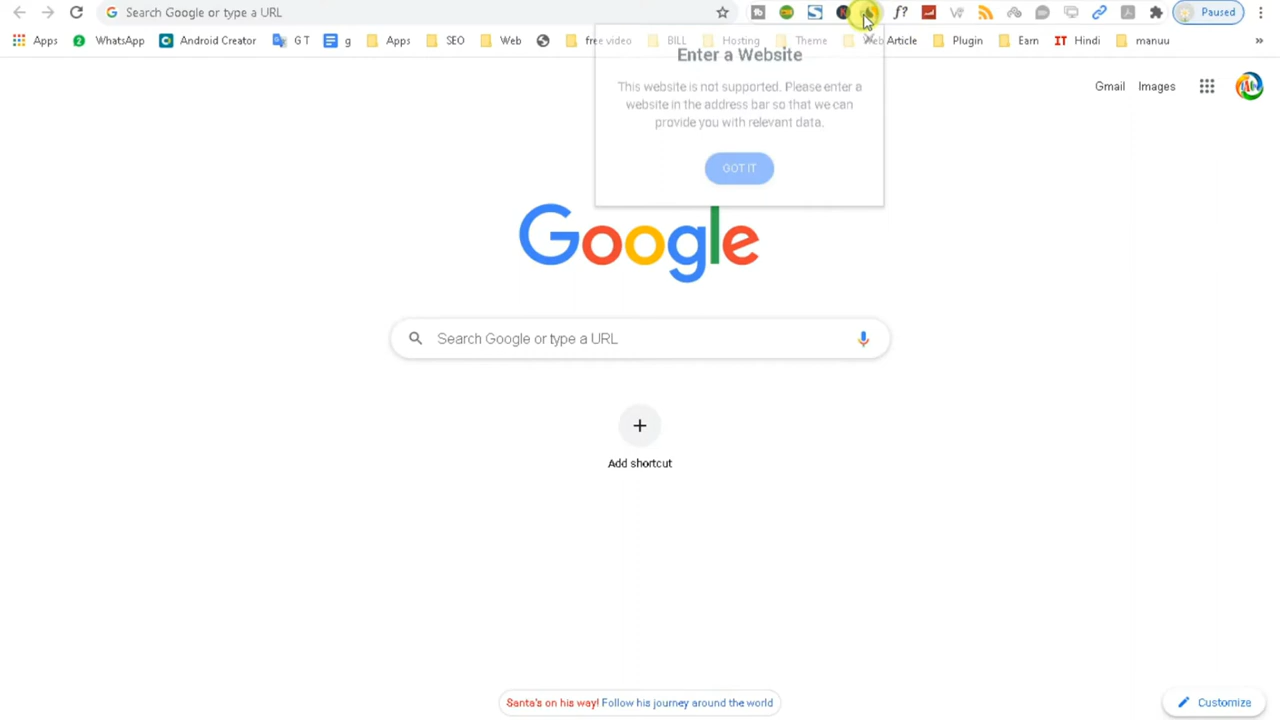 Search Google or type a URL
Paused
Apps WhatsApp Android Creator G T g Apps SEO Web free video BILL Hosting Theme Web Article Plugin Earn IT Hindi manuu »
Enter a Website
This website is not supported. Please enter a
website in the address bar so that we can
provide you with relevant data.
GOT IT
Gmail Images
Google
Search Google or type a URL
Add shortcut
Santa's on his way! Follow his journey around the world
Customize